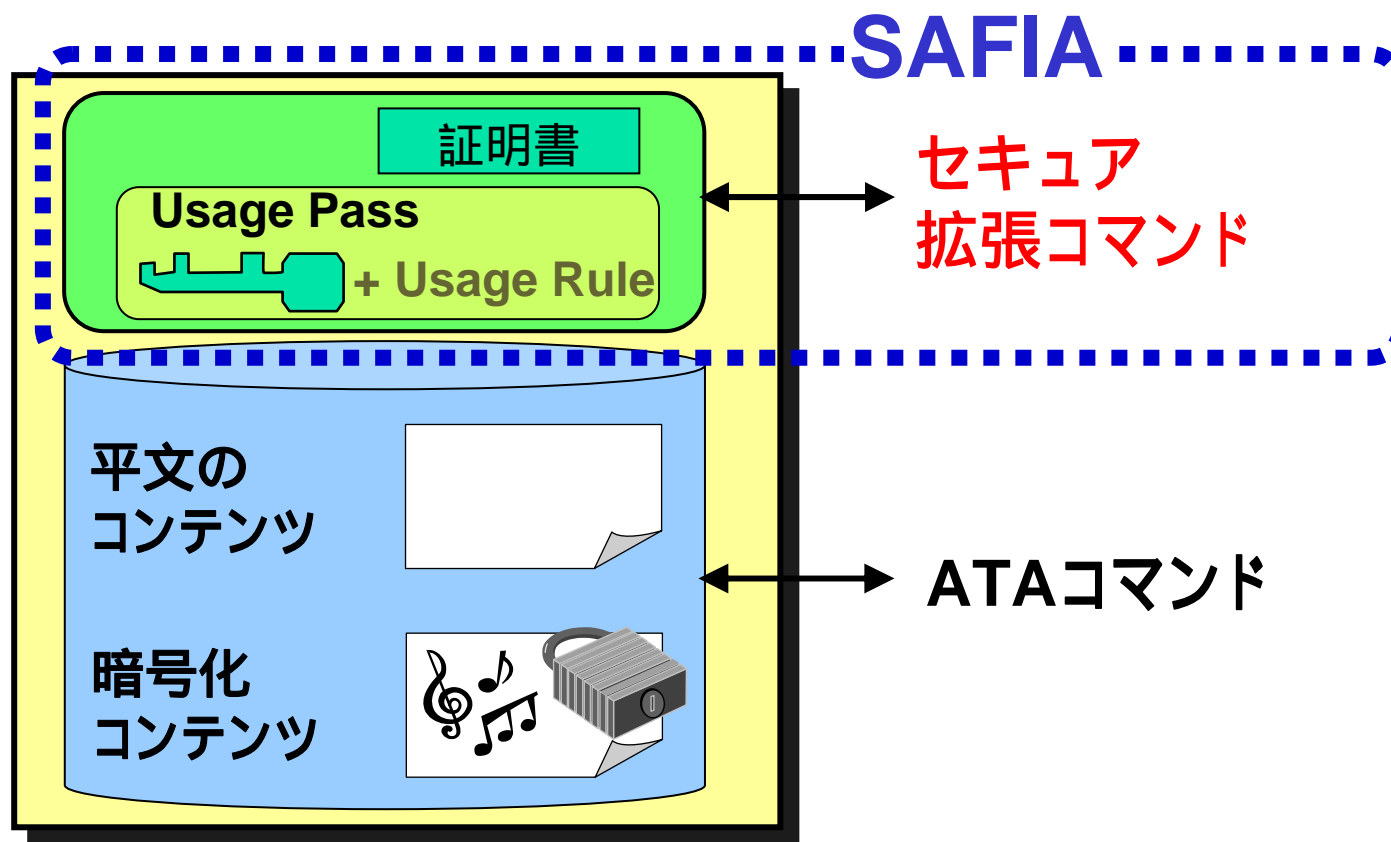 SAFIA
証明書
Usage Pass
+ Usage Rule
セキュア
拡張コマンド
平文の
コンテンツ
ATAコマンド
暗号化
コンテンツ